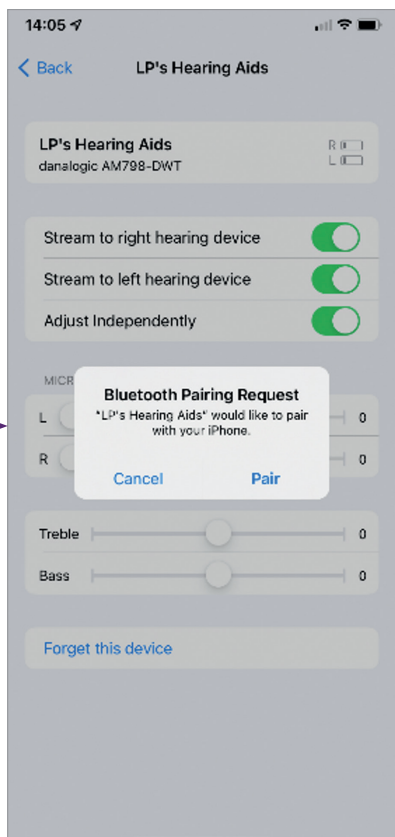 14:05
Back LP's Hearing Aids
LP's Hearing Aids
danalogic AM798-DWT
R
L
Stream to right hearing device
Stream to left hearing device
Adjust Independently
MICR
Bluetooth Pairing Request
"LP's Hearing Aids" would like to pair
with your iPhone.
Cancel Pair
L 0
R 0
Treble 0
Bass 0
Forget this device